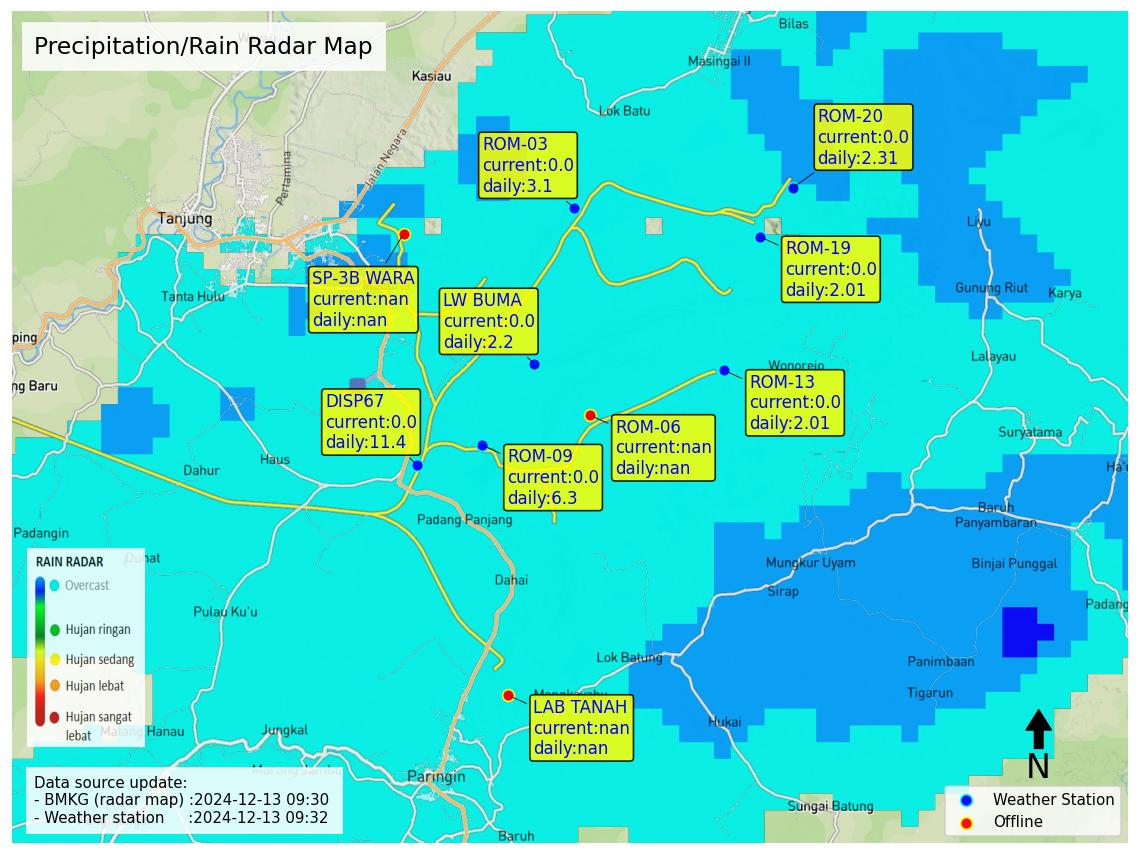 Precipitation/Rain Radar Map
Bilas
Masingai II
Kasiau
Lok Batu
Jalan Negara
Pertamina
Tanjung
ROM-20
current:0.0
daily:2.31
ROM-03
current:0.0
daily:3.1
Liyu
ROM-19
current:0.0
daily:2.01
SP-3B WARA
current:nan
daily:nan
Tanta Hulu
LW BUMA
current:0.0
daily:2.2
Gunung Riut
Karya
ping
Lalayau
Wonorejo
ng Baru
ROM-13
current:0.0
daily:2.01
DISP67
current:0.0
daily:11.4
ROM-06
current:nan
daily:nan
Suryatama
ROM-09
current:0.0
daily:6.3
Haus
Dahur
Ha'u
Padangin
Padang Panjang
Baruh
Panyambaran
Mungkur Uyam
Binjai Punggal
Sirap
Dahai
Padang
Pulau Ku'u
RAIN RADAR
Overcast
Hujan ringan
Hujan sedang
Hujan lebat
Hujan sangat
lebat
Lok Batung
Panimbaan
Tigarun
LAB TANAH
current:nan
daily:nan
Hukai
Matang Hanau
Jungkal
Paringin
Sungai Batung
Baruh
N
Data source update:
- BMKG (radar map) :2024-12-13 09:30
- Weather station :2024-12-13 09:32
Weather Station
Offline